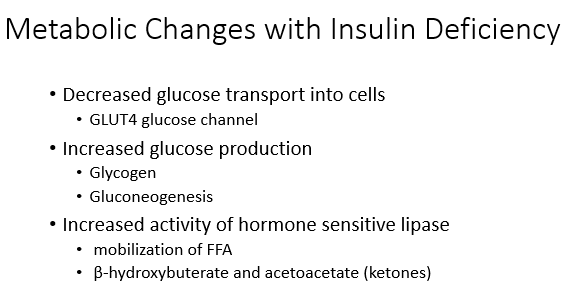 Metabolic Changes with Insulin Deficiency
• Decreased glucose transport into cells
• GLUT4 glucose channel
• Increased glucose production
• Glycogen
• Gluconeogenesis
• Increased activity of hormone sensitive lipase
• mobilization of FFA
• β-hydroxybuterate and acetoacetate (ketones)